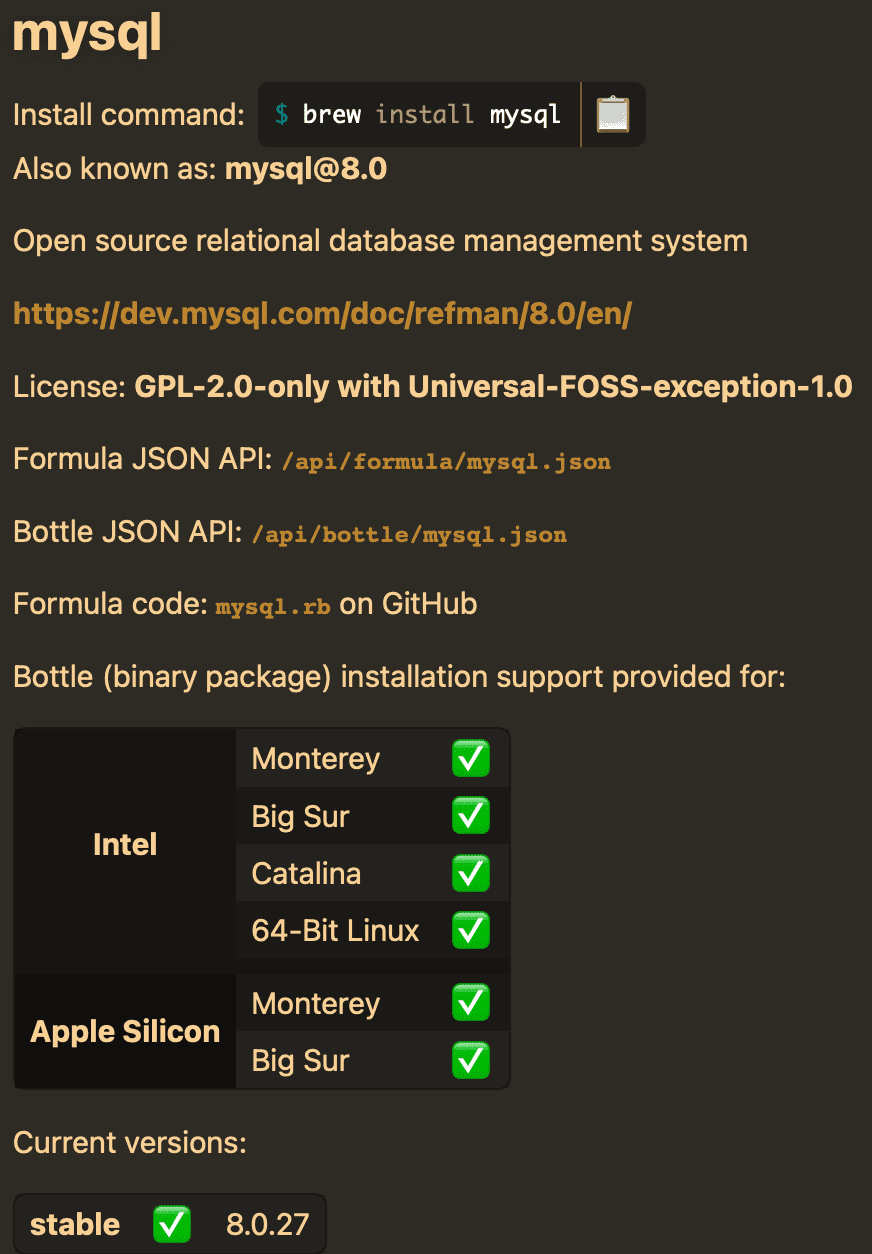 mysql
Install command: $ brew install mysql
Also known as: mysql@8.0
Open source relational database management system
https://dev.mysql.com/doc/refman/8.0/en/
License: GPL-2.0-only with Universal-FOSS-exception-1.0
Formula JSON API: /api/formula/mysql.json
Bottle JSON API: /api/bottle/mysql.json
Formula code: mysql.rb on GitHub
Bottle (binary package) installation support provided for:
Intel
Monterey ✅
Big Sur ✅
Catalina ✅
64-Bit Linux ✅
Apple Silicon
Monterey ✅
Big Sur ✅
Current versions:
stable ✅ 8.0.27